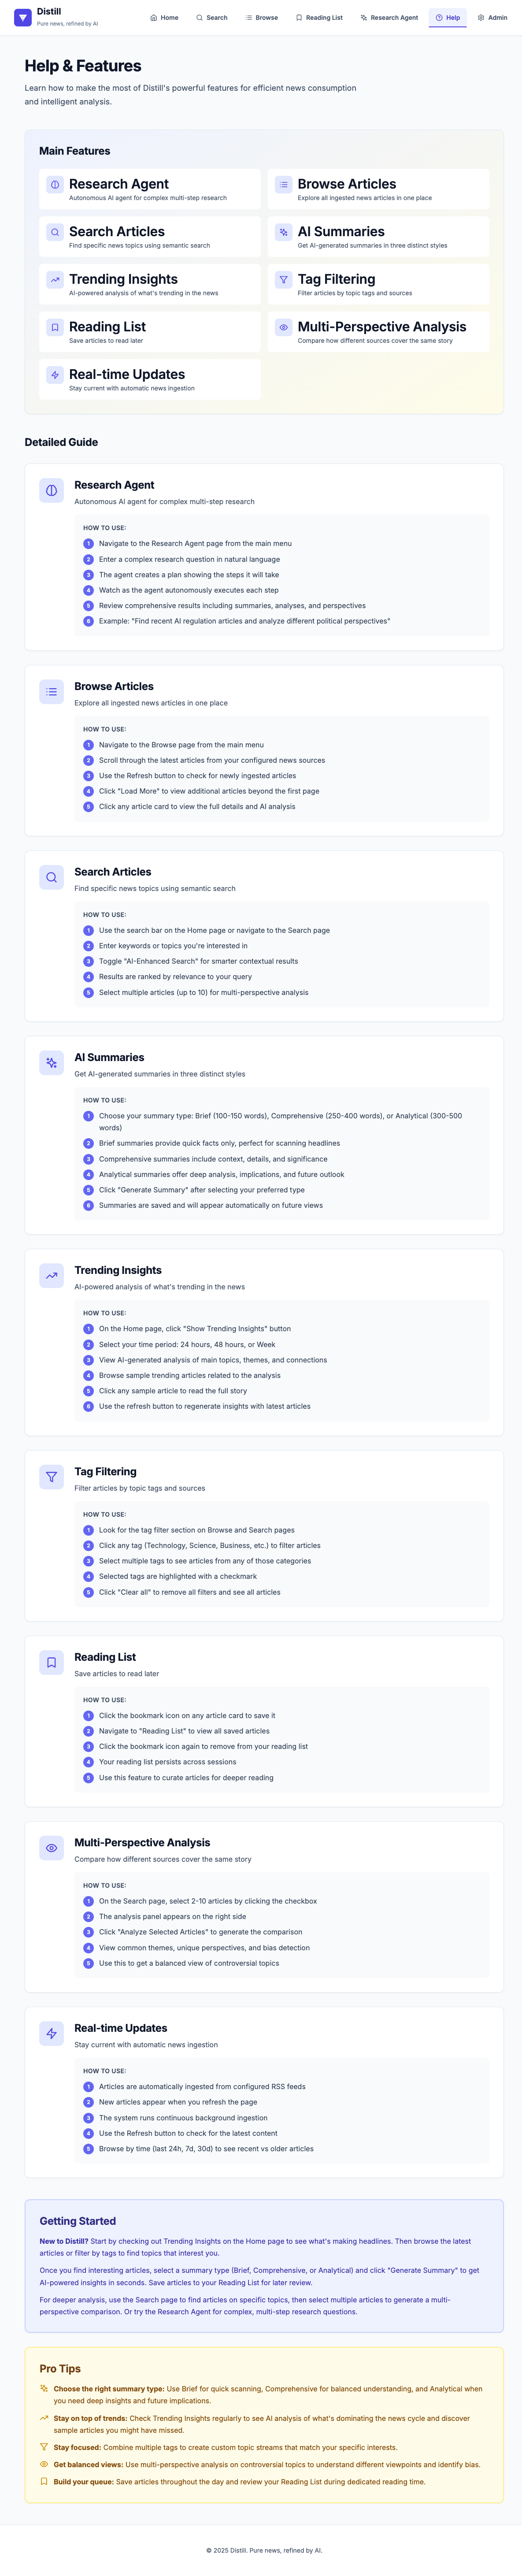 Distill
Pure news, refined by AI
Home
Search
Browse
Reading List
Research Agent
Help
Admin
Help & Features
Learn how to make the most of Distill's powerful features for efficient news consumption
and intelligent analysis.
Main Features
Research Agent
Autonomous AI agent for complex multi-step research
Browse Articles
Explore all ingested news articles in one place
Search Articles
Find specific news topics using semantic search
AI Summaries
Get AI-generated summaries in three distinct styles
Trending Insights
AI-powered analysis of what's trending in the news
Tag Filtering
Filter articles by topic tags and sources
Reading List
Save articles to read later
Multi-Perspective Analysis
Compare how different sources cover the same story
Real-time Updates
Stay current with automatic news ingestion
Detailed Guide
Research Agent
Autonomous AI agent for complex multi-step research
HOW TO USE:
1 Navigate to the Research Agent page from the main menu
2 Enter a complex research question in natural language
3 The agent creates a plan showing the steps it will take
4 Watch as the agent autonomously executes each step
5 Review comprehensive results including summaries, analyses, and perspectives
6 Example: "Find recent AI regulation articles and analyze different political perspectives"
Browse Articles
Explore all ingested news articles in one place
HOW TO USE:
1 Navigate to the Browse page from the main menu
2 Scroll through the latest articles from your configured news sources
3 Use the Refresh button to check for newly ingested articles
4 Click "Load More" to view additional articles beyond the first page
5 Click any article card to view the full details and AI analysis
Search Articles
Find specific news topics using semantic search
HOW TO USE:
1 Use the search bar on the Home page or navigate to the Search page
2 Enter keywords or topics you're interested in
3 Toggle "AI-Enhanced Search" for smarter contextual results
4 Results are ranked by relevance to your query
5 Select multiple articles (up to 10) for multi-perspective analysis
AI Summaries
Get AI-generated summaries in three distinct styles
HOW TO USE:
1 Choose your summary type: Brief (100-150 words), Comprehensive (250-400 words), or Analytical (300-500
words)
2 Brief summaries provide quick facts only, perfect for scanning headlines
3 Comprehensive summaries include context, details, and significance
4 Analytical summaries offer deep analysis, implications, and future outlook
5 Click "Generate Summary" after selecting your preferred type
6 Summaries are saved and will appear automatically on future views
Trending Insights
AI-powered analysis of what's trending in the news
HOW TO USE:
1 On the Home page, click "Show Trending Insights" button
2 Select your time period: 24 hours, 48 hours, or Week
3 View AI-generated analysis of main topics, themes, and connections
4 Browse sample trending articles related to the analysis
5 Click any sample article to read the full story
6 Use the refresh button to regenerate insights with latest articles
Tag Filtering
Filter articles by topic tags and sources
HOW TO USE:
1 Look for the tag filter section on Browse and Search pages
2 Click any tag (Technology, Science, Business, etc.) to filter articles
3 Select multiple tags to see articles from any of those categories
4 Selected tags are highlighted with a checkmark
5 Click "Clear all" to remove all filters and see all articles
Reading List
Save articles to read later
HOW TO USE:
1 Click the bookmark icon on any article card to save it
2 Navigate to "Reading List" to view all saved articles
3 Click the bookmark icon again to remove from your reading list
4 Your reading list persists across sessions
5 Use this feature to curate articles for deeper reading
Multi-Perspective Analysis
Compare how different sources cover the same story
HOW TO USE:
1 On the Search page, select 2-10 articles by clicking the checkbox
2 The analysis panel appears on the right side
3 Click "Analyze Selected Articles" to generate the comparison
4 View common themes, unique perspectives, and bias detection
5 Use this to get a balanced view of controversial topics
Real-time Updates
Stay current with automatic news ingestion
HOW TO USE:
1 Articles are automatically ingested from configured RSS feeds
2 New articles appear when you refresh the page
3 The system runs continuous background ingestion
4 Use the Refresh button to check for the latest content
5 Browse by time (last 24h, 7d, 30d) to see recent vs older articles
Getting Started
New to Distill? Start by checking out Trending Insights on the Home page to see what's making headlines. Then browse the latest
articles or filter by tags to find topics that interest you.
Once you find interesting articles, select a summary type (Brief, Comprehensive, or Analytical) and click "Generate Summary" to get
AI-powered insights in seconds. Save articles to your Reading List for later review.
For deeper analysis, use the Search page to find articles on specific topics, then select multiple articles to generate a multi-
perspective comparison. Or try the Research Agent for complex, multi-step research questions.
Pro Tips
Choose the right summary type: Use Brief for quick scanning, Comprehensive for balanced understanding, and Analytical when
you need deep insights and future implications.
Stay on top of trends: Check Trending Insights regularly to see AI analysis of what's dominating the news cycle and discover
sample articles you might have missed.
Stay focused: Combine multiple tags to create custom topic streams that match your specific interests.
Get balanced views: Use multi-perspective analysis on controversial topics to understand different viewpoints and identify bias.
Build your queue: Save articles throughout the day and review your Reading List during dedicated reading time.
© 2025 Distill. Pure news, refined by AI.